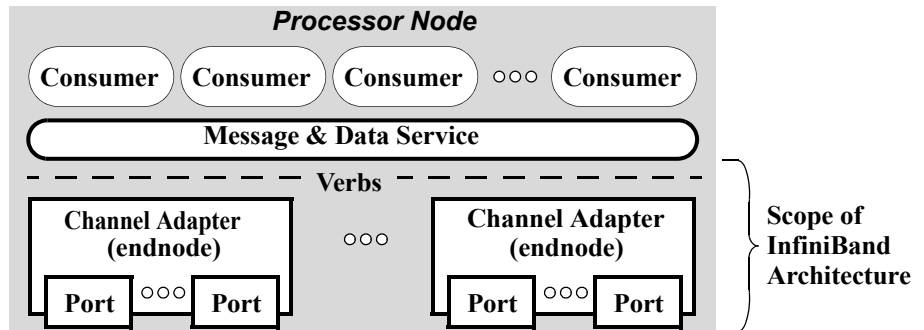 Processor Node
Consumer Consumer Consumer Consumer
Message & Data Service
Verbs
Channel Adapter
(endnode)
Port Port
Channel Adapter
(endnode)
Port Port
Scope of
InfiniBand
Architecture